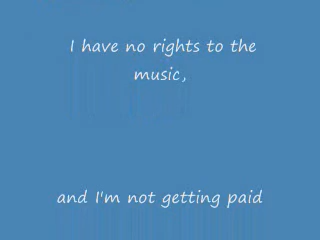 I have no rights to the
music,
and I'm not getting paid